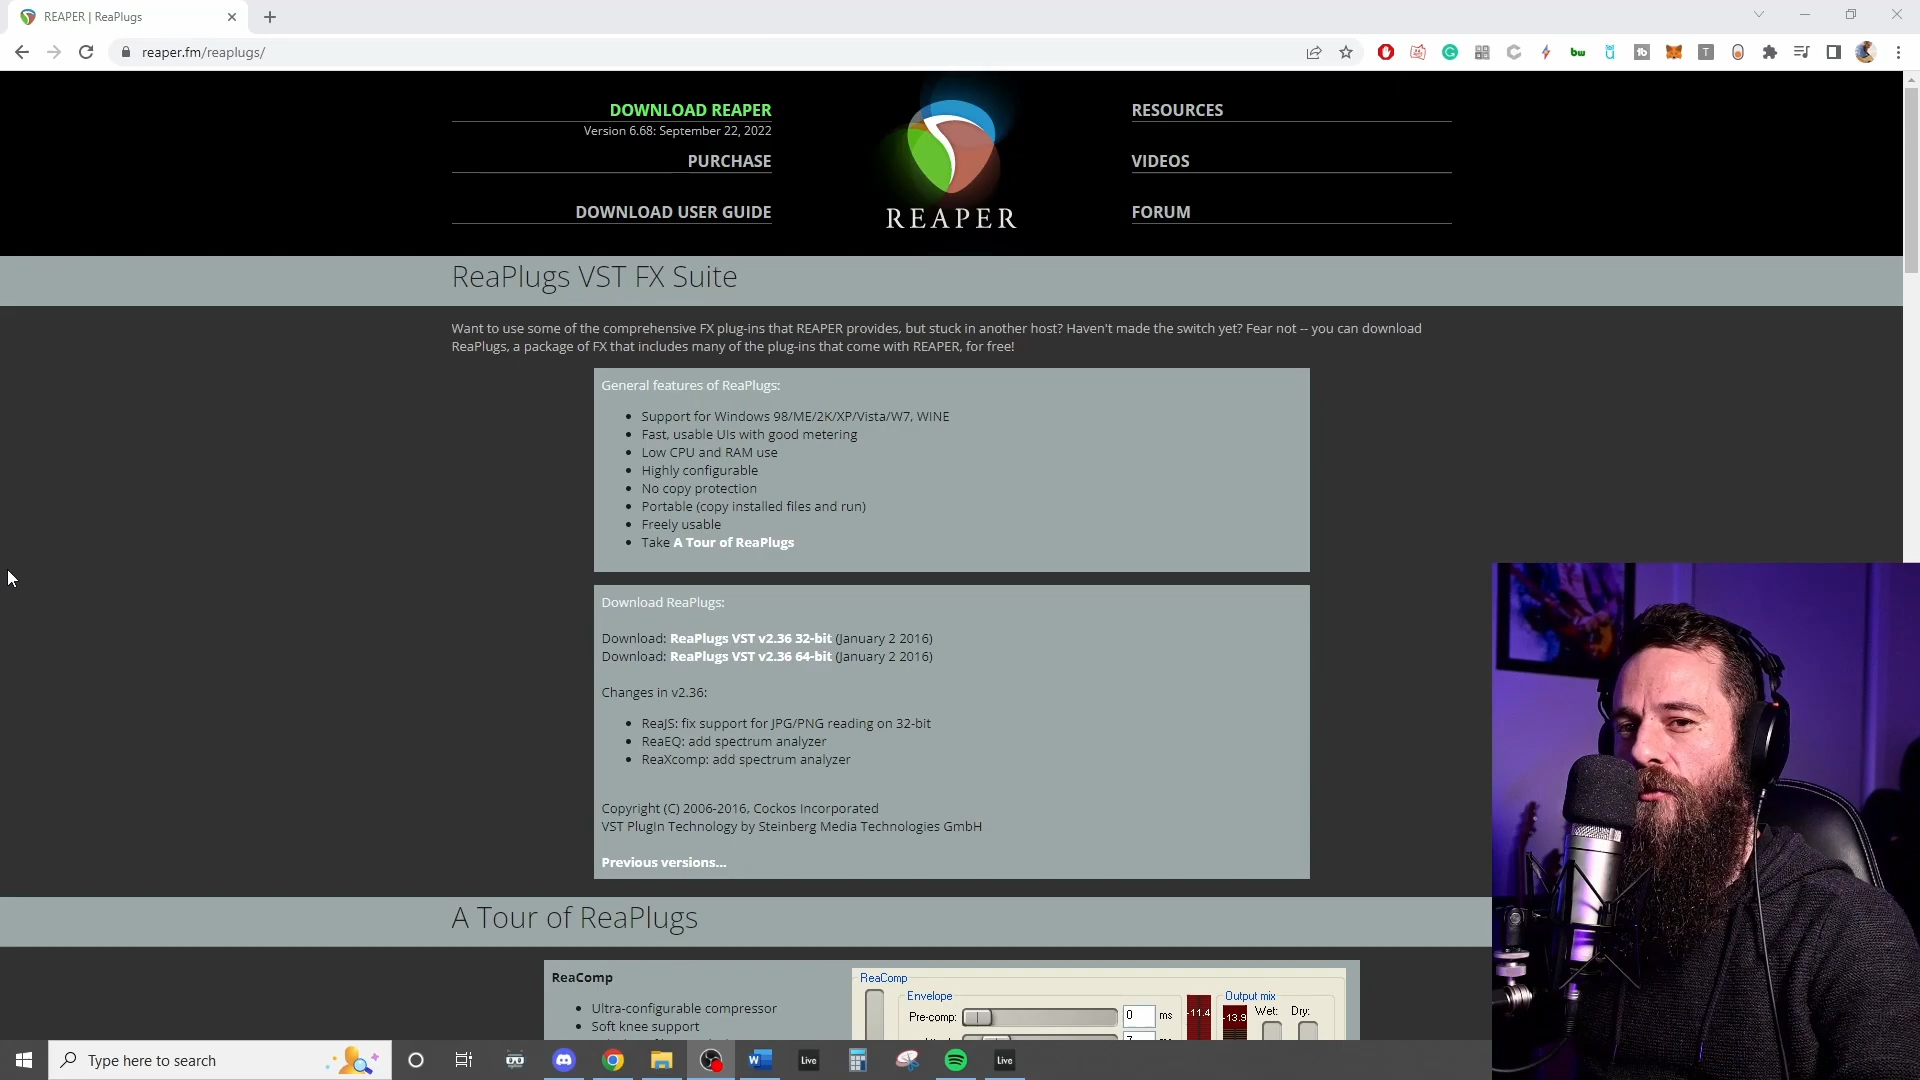 REAPER | ReaPlugs
reaper.fm/reaplugs/
DOWNLOAD REAPER
Version 6.68: September 22, 2022
PURCHASE
DOWNLOAD USER GUIDE
REAPER
RESOURCES
VIDEOS
FORUM
ReaPlugs VST FX Suite
Want to use some of the comprehensive FX plug-ins that REAPER provides, but stuck in another host? Haven't made the switch yet? Fear not -- you can download
ReaPlugs, a package of FX that includes many of the plug-ins that come with REAPER, for free!
General features of ReaPlugs:
• Support for Windows 98/ME/2K/XP/Vista/W7, WINE
• Fast, usable UIs with good metering
• Low CPU and RAM use
• Highly configurable
• No copy protection
• Portable (copy installed files and run)
• Freely usable
• Take A Tour of ReaPlugs
Download ReaPlugs:
Download: ReaPlugs VST v2.36 32-bit (January 2 2016)
Download: ReaPlugs VST v2.36 64-bit (January 2 2016)
Changes in v2.36:
• ReaJS: fix support for JPG/PNG reading on 32-bit
• ReaEQ: add spectrum analyzer
• ReaXcomp: add spectrum analyzer
Copyright (C) 2006-2016, Cockos Incorporated
VST PlugIn Technology by Steinberg Media Technologies GmbH
Previous versions...
A Tour of ReaPlugs
ReaComp
• Ultra-configurable compressor
• Soft knee support
ReaComp
Envelope
Pre-comp:
0
ms
-11.4
Output mix
-13.9
Wet:
Dry:
Type here to search
Live
Live